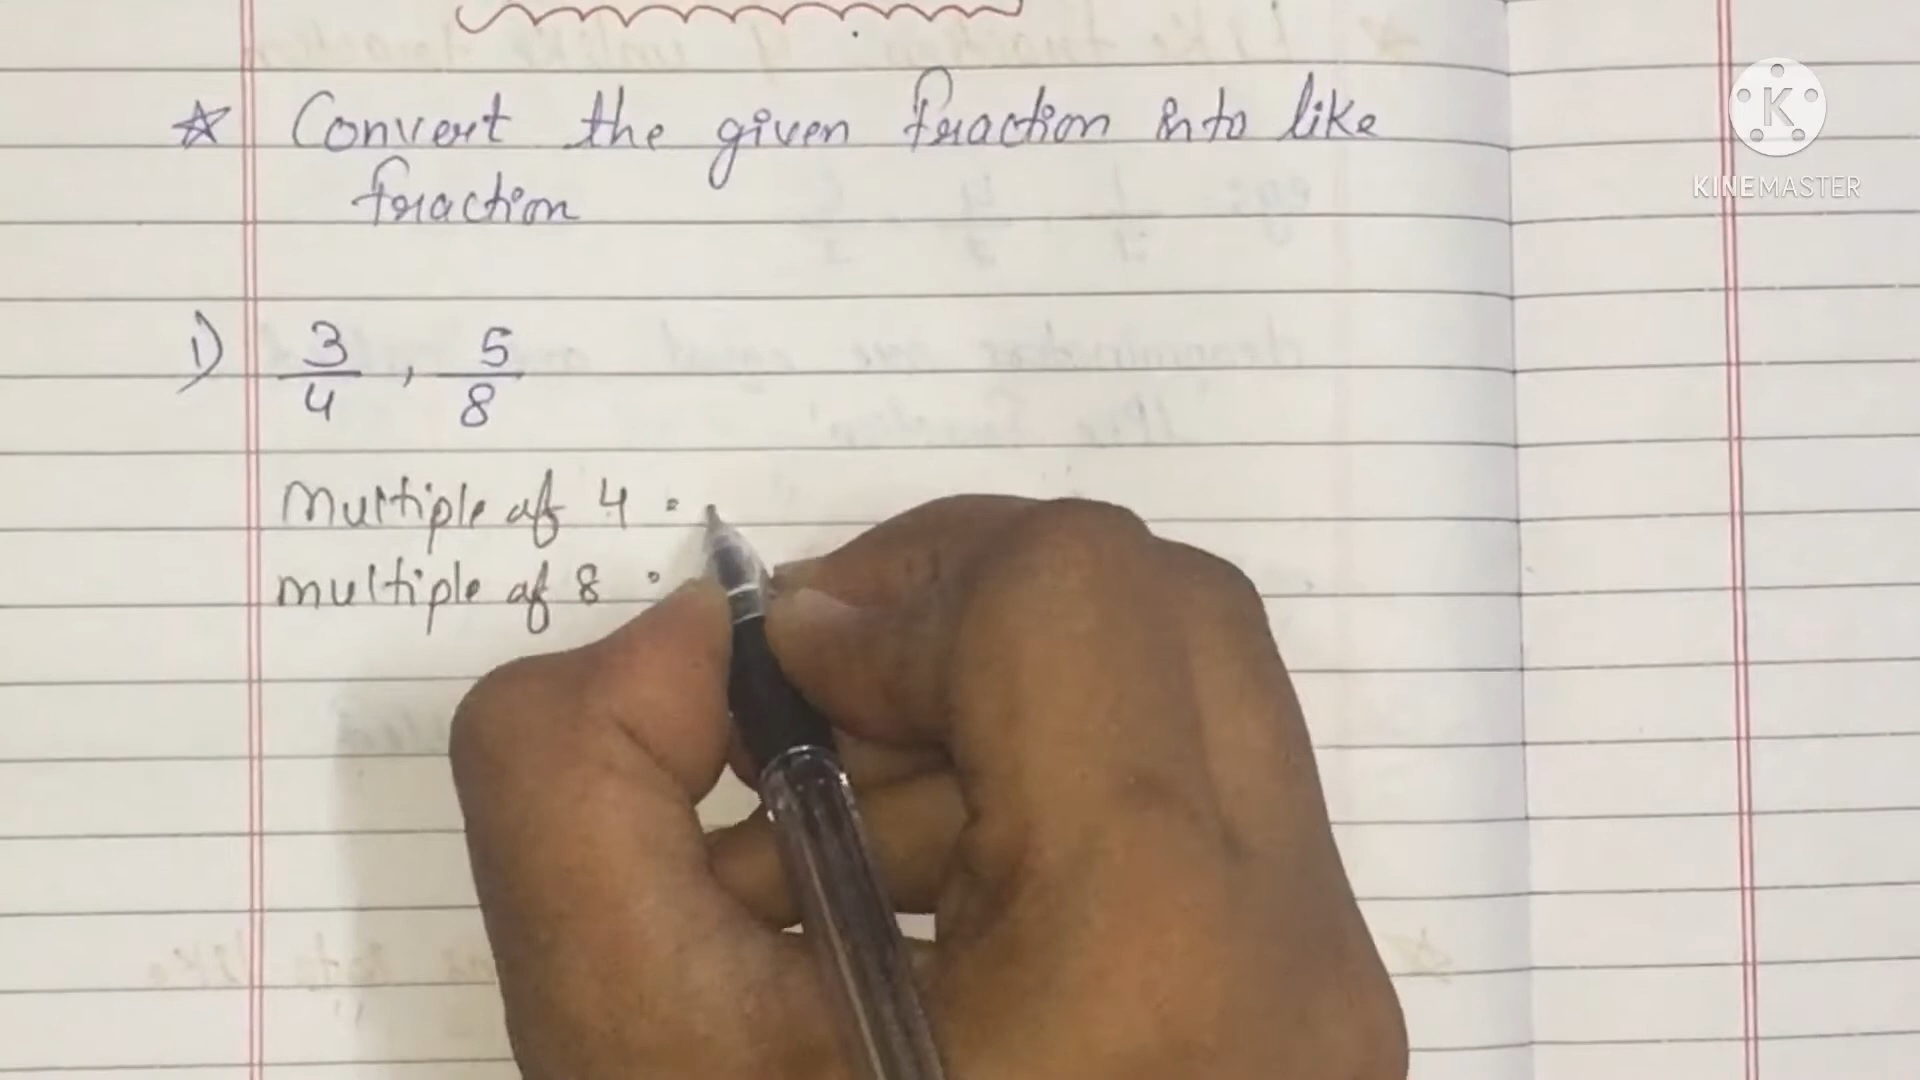 ☆ Convert the given fraction into like
fraction
1) 3/4 , 5/8
Multiple of 4 =
multiple of 8 :
KINEMASTER